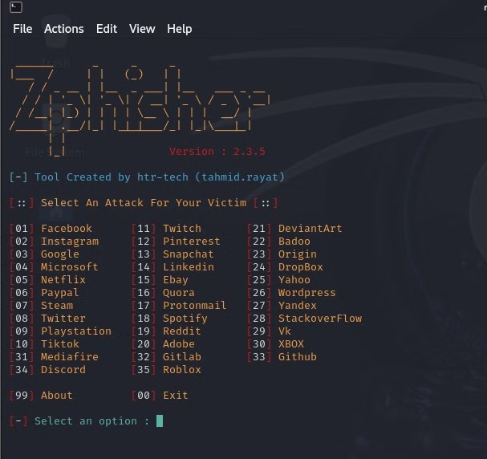 File Actions Edit View Help
Zphisher
Version : 2.3.5
[-] Tool Created by htr-tech (tahmid.rayat)
[::] Select An Attack For Your Victim [::]
[01] Facebook [11] Twitch [21] DeviantArt
[02] Instagram [12] Pinterest [22] Badoo
[03] Google [13] Snapchat [23] Origin
[04] Microsoft [14] Linkedin [24] DropBox
[05] Netflix [15] Ebay [25] Yahoo
[06] Paypal [16] Quora [26] Wordpress
[07] Steam [17] Protonmail [27] Yandex
[08] Twitter [18] Spotify [28] StackoverFlow
[09] Playstation [19] Reddit [29] Vk
[10] Tiktok [20] Adobe [30] XBOX
[31] Mediafire [32] Gitlab [33] Github
[34] Discord [35] Roblox
[99] About [00] Exit
[-] Select an option :